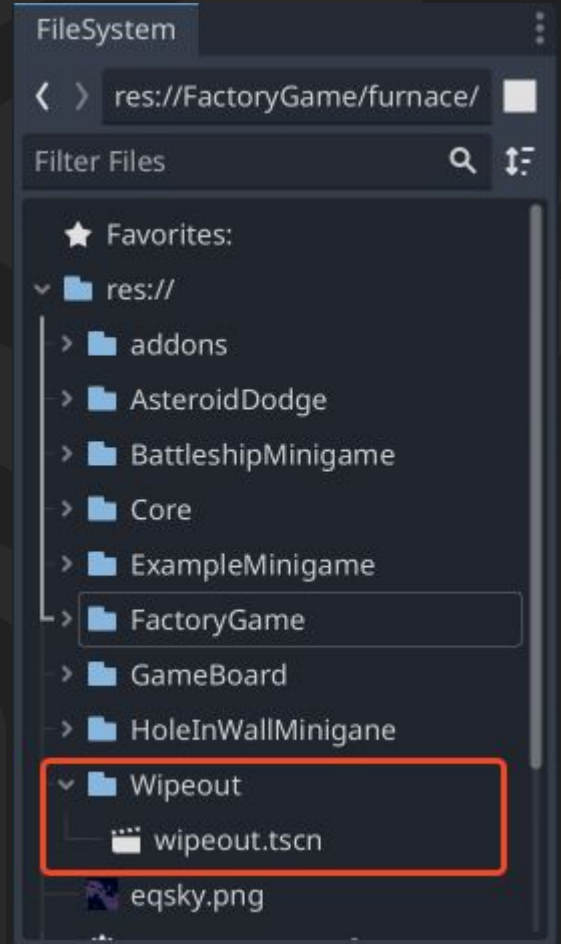 FileSystem
res://FactoryGame/furnace/
Filter Files
Favorites:
res://
addons
AsteroidDodge
BattleshipMinigame
Core
ExampleMinigame
FactoryGame
GameBoard
HoleInWallMinigane
Wipeout
wipeout.tscn
eqsky.png